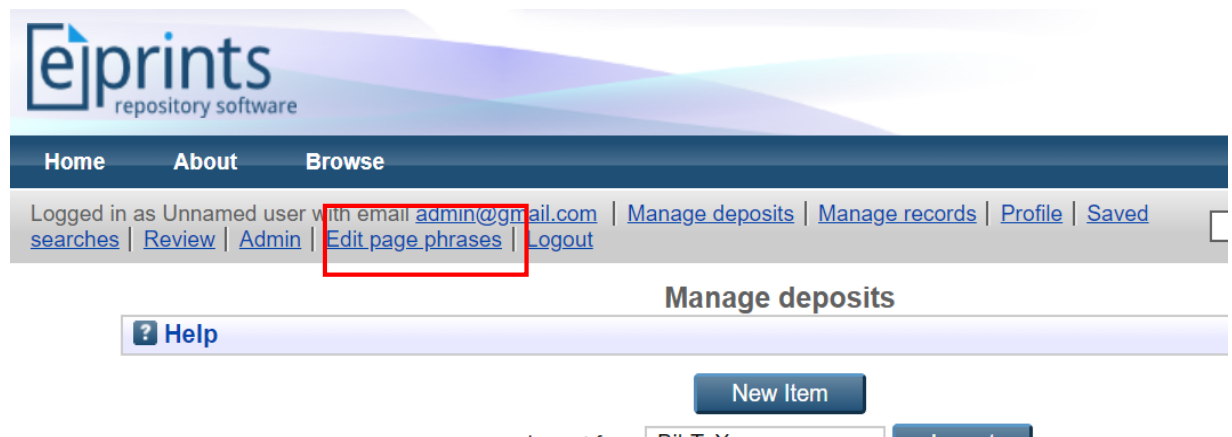 eprints
repository software
Home About Browse
Logged in as Unnamed user with email admin@gmail.com | Manage deposits | Manage records | Profile | Saved
searches | Review | Admin | Edit page phrases | Logout
Manage deposits
? Help
New Item